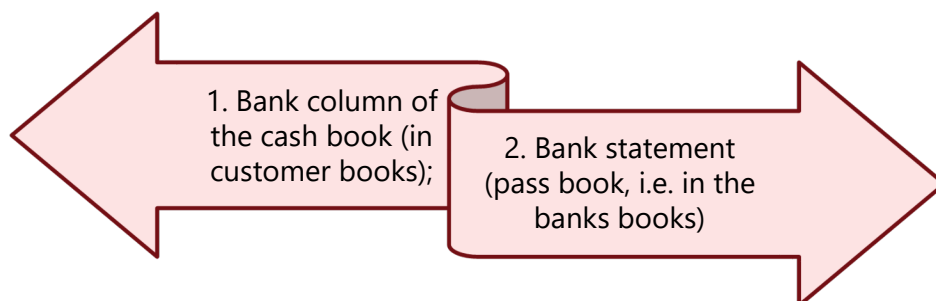 1. Bank column of
the cash book (in
customer books);
2. Bank statement
(pass book, i.e. in the
banks books)